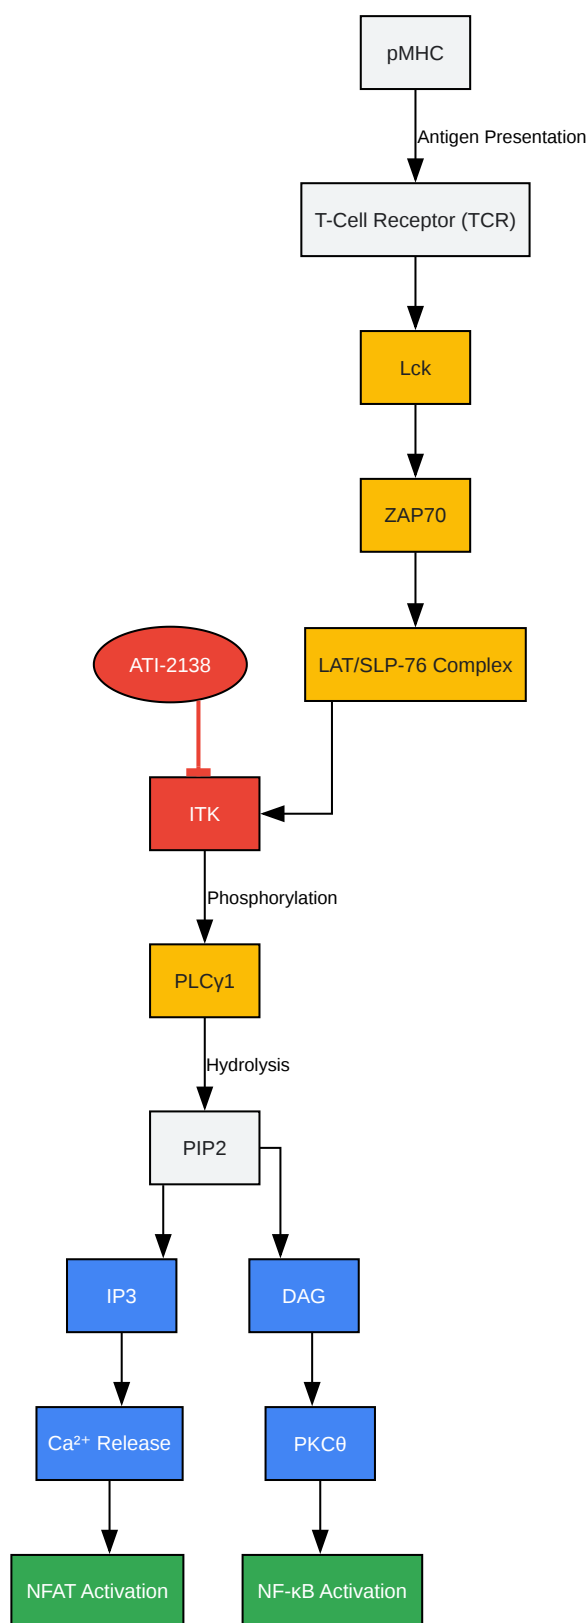 pMHC
Antigen Presentation
T-Cell Receptor (TCR)
Lck
ZAP70
ATI-2138
LAT/SLP-76 Complex
ITK
Phosphorylation
PLCγ1
Hydrolysis
PIP2
IP3
DAG
Ca²⁺ Release
PKCθ
NFAT Activation
NF-κB Activation